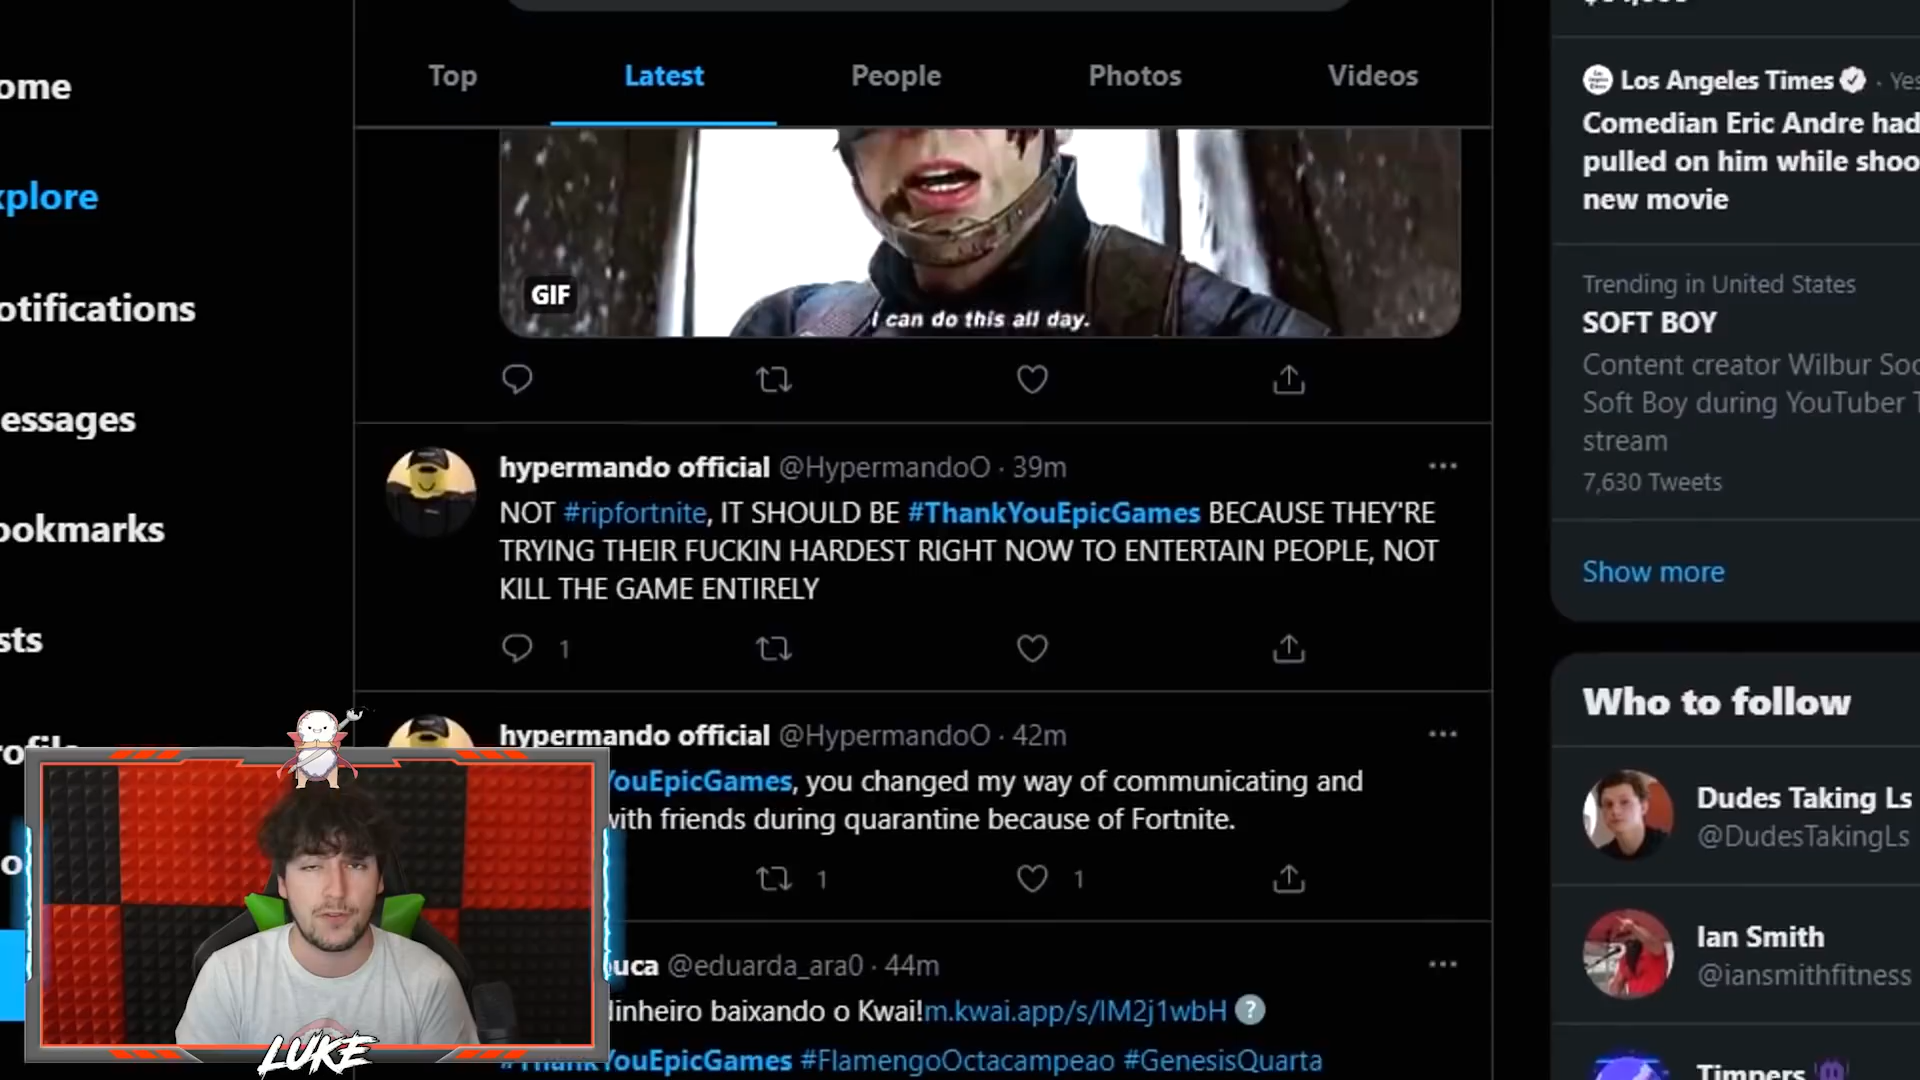 Top Latest People Photos Videos
ome
xplore
otifications
essages
ookmarks
sts
I can do this all day.
GIF
hypermando official @HypermandoO · 39m
NOT #ripfortnite, IT SHOULD BE #ThankYouEpicGames BECAUSE THEY'RE
TRYING THEIR FUCKIN HARDEST RIGHT NOW TO ENTERTAIN PEOPLE, NOT
KILL THE GAME ENTIRELY
1
hypermando official @HypermandoO · 42m
YouEpicGames, you changed my way of communicating and
with friends during quarantine because of Fortnite.
1 1
uca @eduarda_ara0 · 44m
dinheiro baixando o Kwai!m.kwai.app/s/IM2j1wbH
#ThankYouEpicGames #FlamengoOctacampeao #GenesisQuarta
LUKE
Los Angeles Times · Yes
Comedian Eric Andre had
pulled on him while shoo
new movie
Trending in United States
SOFT BOY
Content creator Wilbur Soo
Soft Boy during YouTuber T
stream
7,630 Tweets
Show more
Who to follow
Dudes Taking Ls
@DudesTakingLs
Ian Smith
@iansmithfitness
Timpers